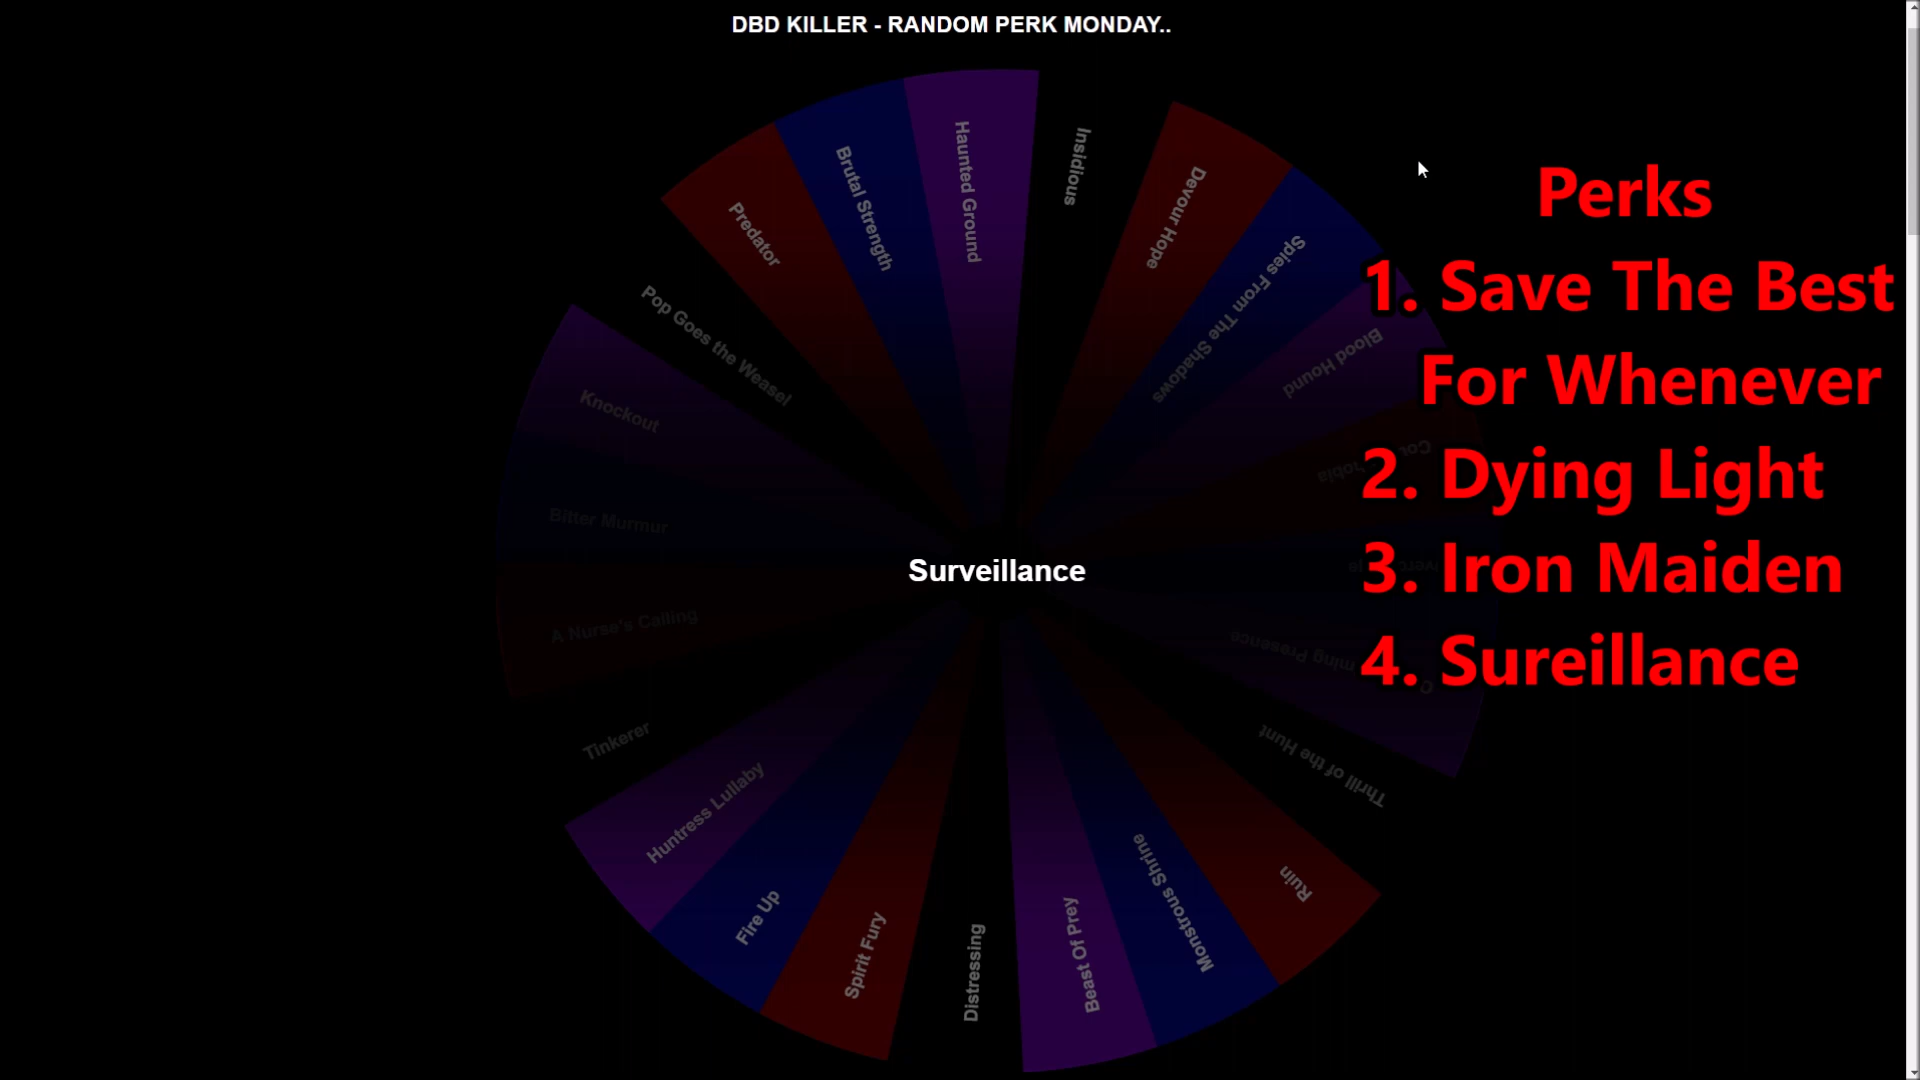 DBD KILLER - RANDOM PERK MONDAY..
Haunted Ground
Insidious
Devour Hope
Spies From The Shadows
Blood Hound
Presence
Thrill of the Hunt
Ruin
Monstrous Shrine
Beast Of Prey
Distressing
Spirit Fury
Fire Up
Huntress Lullaby
Tinkerer
A Nurse's Calling
Bitter Murmur
Knockout
Pop Goes the Weasel
Predator
Brutal Strength
Surveillance
Perks
1. Save The Best
For Whenever
2. Dying Light
3. Iron Maiden
4. Sureillance